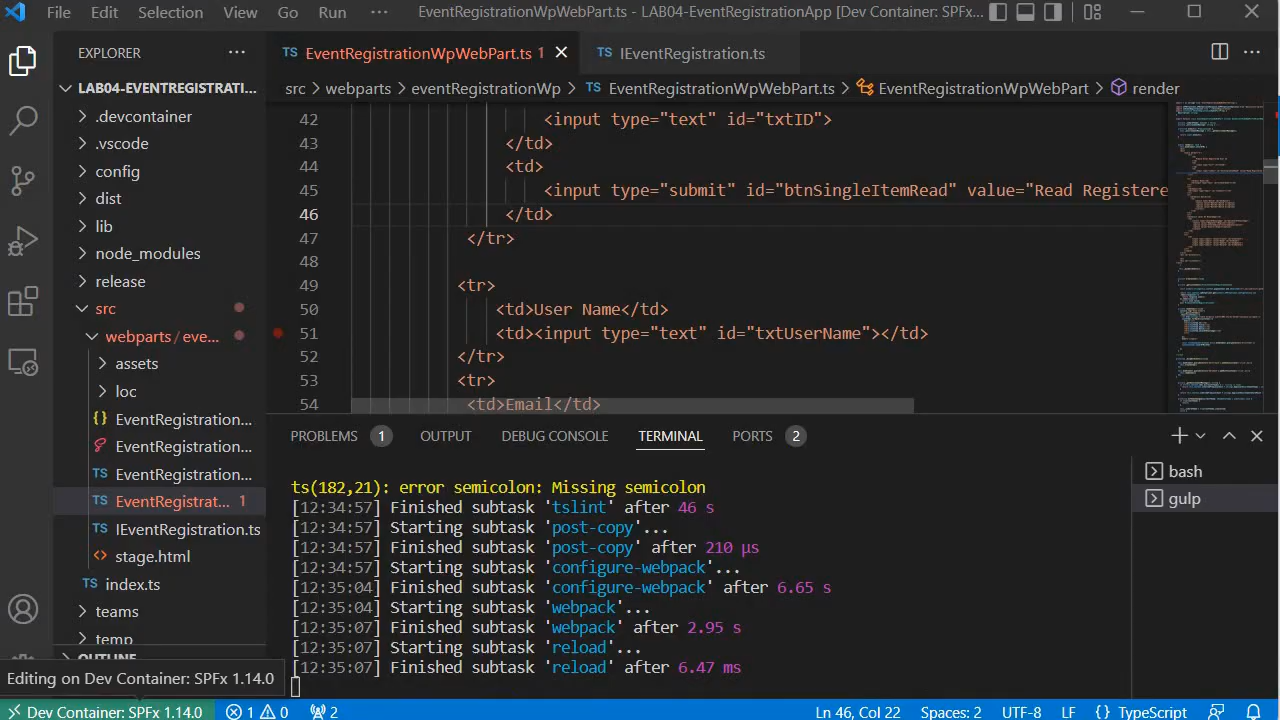 File Edit Selection View Go Run ··· EventRegistrationWpWebPart.ts - LAB04-EventRegistrationApp [Dev Container: SPFx...
EXPLORER ···
TS EventRegistrationWpWebPart.ts 1
TS IEventRegistration.ts
src > webparts > eventRegistrationWp > TS EventRegistrationWpWebPart.ts > EventRegistrationWpWebPart > render
LAB04-EVENTREGISTRATI...
.devcontainer
.vscode
config
dist
lib
node_modules
release
src
webparts / eve...
assets
loc
{} EventRegistration...
EventRegistration...
TS EventRegistration...
TS EventRegistrat... 1
TS IEventRegistration.ts
<> stage.html
TS index.ts
teams
temp
OUTLINE
Editing on Dev Container: SPFx 1.14.0
42 <input type="text" id="txtID">
43 </td>
44 <td>
45 <input type="submit" id="btnSingleItemRead" value="Read Registere
46 </td>
47 </tr>
48
49 <tr>
50 <td>User Name</td>
51 <td><input type="text" id="txtUserName"></td>
52 </tr>
53 <tr>
54 <td>Email</td>
PROBLEMS 1 OUTPUT DEBUG CONSOLE TERMINAL PORTS 2
ts(182,21): error semicolon: Missing semicolon
[12:34:57] Finished subtask 'tslint' after 46 s
[12:34:57] Starting subtask 'post-copy'...
[12:34:57] Finished subtask 'post-copy' after 210 μs
[12:34:57] Starting subtask 'configure-webpack'...
[12:35:04] Finished subtask 'configure-webpack' after 6.65 s
[12:35:04] Starting subtask 'webpack'...
[12:35:07] Finished subtask 'webpack' after 2.95 s
[12:35:07] Starting subtask 'reload'...
[12:35:07] Finished subtask 'reload' after 6.47 ms
bash
gulp
Dev Container: SPFx 1.14.0 1 0 2 Ln 46, Col 22 Spaces: 2 UTF-8 LF {} TypeScript